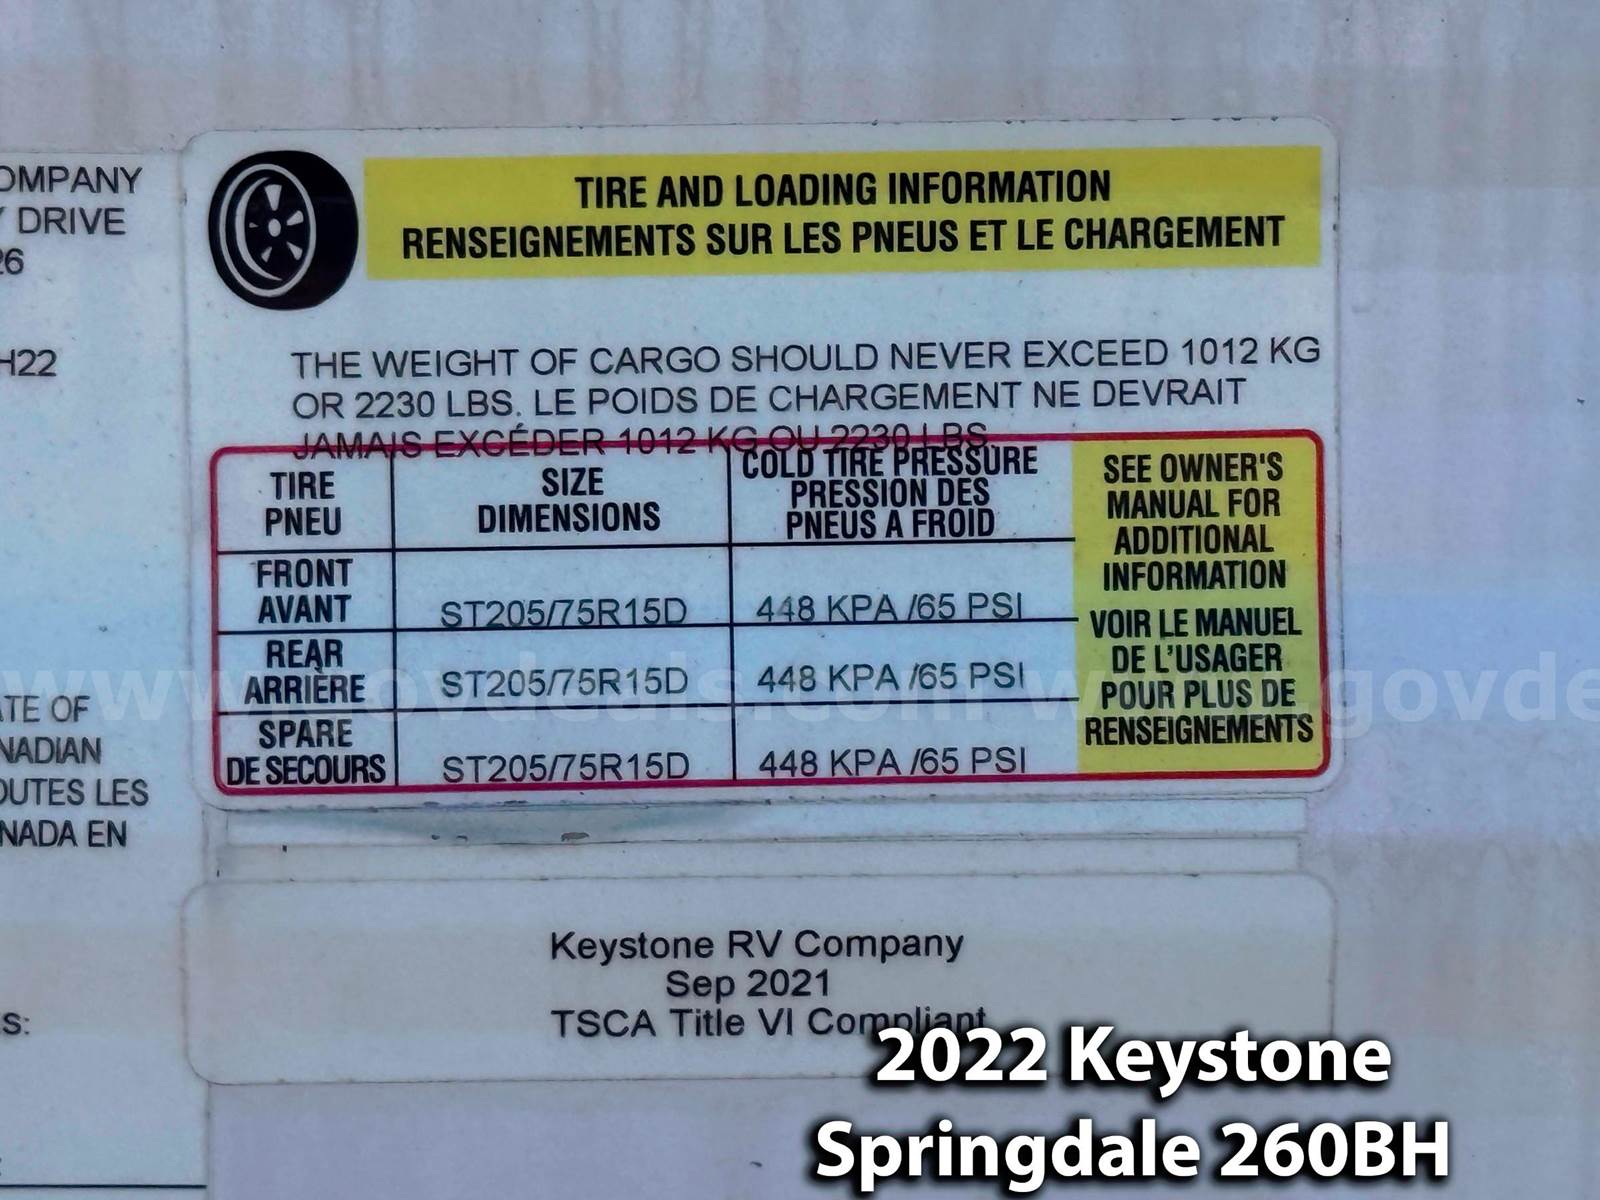 OMPANY
Y DRIVE
26
H22
ATE OF
NADIAN
OUTES LES
NADA EN
S:
TIRE AND LOADING INFORMATION
RENSEIGNEMENTS SUR LES PNEUS ET LE CHARGEMENT
THE WEIGHT OF CARGO SHOULD NEVER EXCEED 1012 KG
OR 2230 LBS. LE POIDS DE CHARGEMENT NE DEVRAIT
JAMAIS EXCÉDER 1012 KG OU 2230 LBS.
TIRE
PNEU
SIZE
DIMENSIONS
COLD TIRE PRESSURE
PRESSION DES
PNEUS A FROID
FRONT
AVANT
ST205/75R15D
448 KPA /65 PSI
REAR
ARRIÈRE
ST205/75R15D
448 KPA /65 PSI
SPARE
DE SECOURS
ST205/75R15D
448 KPA /65 PSI
SEE OWNER'S
MANUAL FOR
ADDITIONAL
INFORMATION
VOIR LE MANUEL
DE L'USAGER
POUR PLUS DE
RENSEIGNEMENTS
www.govdeals.com www.govde
Keystone RV Company
Sep 2021
TSCA Title VI Compliant
2022 Keystone
Springdale 260BH